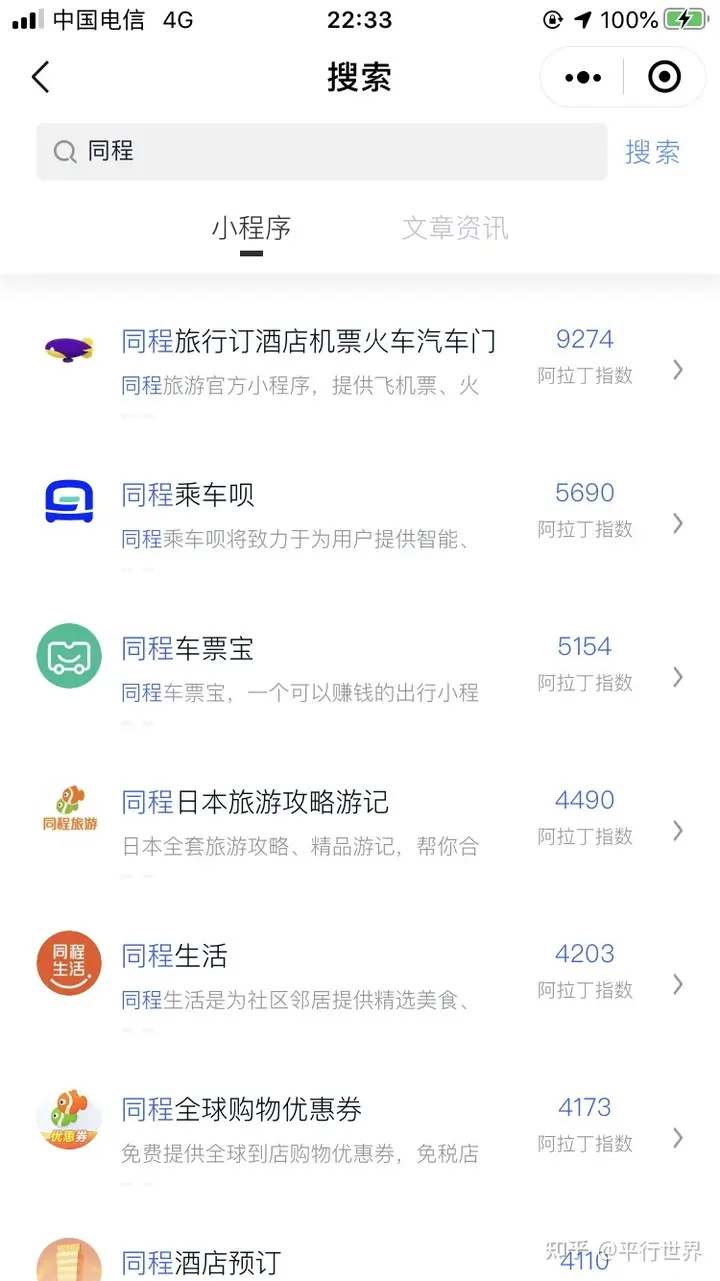 中国电信 4G 22:33 100%
搜索
同程 搜索
小程序 文章资讯
同程旅行订酒店机票火车汽车门 9274
同程旅游官方小程序，提供飞机票、火 阿拉丁指数
同程乘车呗 5690
同程乘车呗将致力于为用户提供智能、 阿拉丁指数
同程车票宝 5154
同程车票宝，一个可以赚钱的出行小程 阿拉丁指数
同程旅游 同程日本旅游攻略游记 4490
日本全套旅游攻略、精品游记，帮你合 阿拉丁指数
同程
生活
同程生活 4203
同程生活是为社区邻居提供精选美食、 阿拉丁指数
优惠券
同程全球购物优惠券 4173
免费提供全球到店购物优惠券，免税店 阿拉丁指数
同程酒店预订 4110
知乎 @平行世界